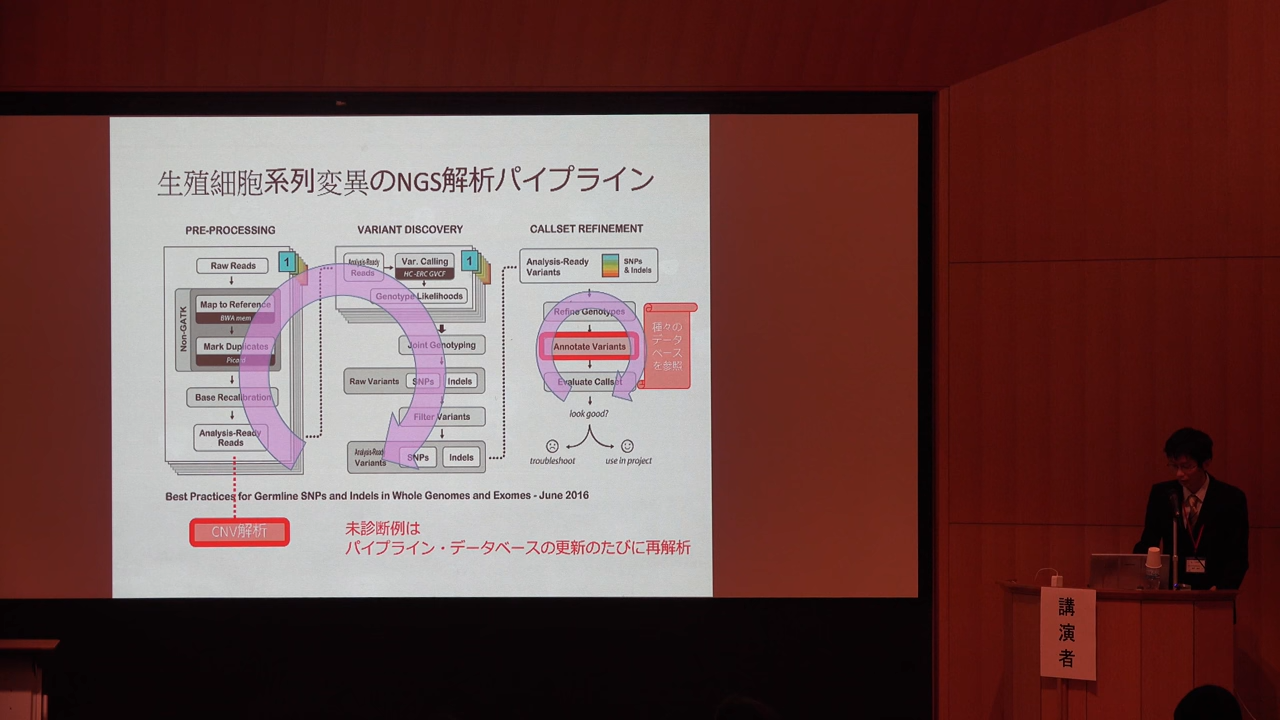 生殖細胞系列変異のNGS解析パイプライン
PRE-PROCESSING
Raw Reads
1
Non-GATK
Map to Reference
BWA mem
Mark Duplicates
Picard
Base Recalibration
Analysis-Ready
Reads
CNV解析
VARIANT DISCOVERY
Analysis-Ready
Reads
Var. Calling
HC -ERC GVCF
1
Genotype Likelihoods
Joint Genotyping
Raw Variants
SNPs
Indels
Filter Variants
Analysis-Ready
Variants
SNPs
Indels
CALLSET REFINEMENT
Analysis-Ready
Variants
SNPs
& Indels
Refine Genotypes
Annotate Variants
種々の
データ
ベース
を参照
Evaluate Callset
look good?
troubleshoot
use in project
Best Practices for Germline SNPs and Indels in Whole Genomes and Exomes - June 2016
未診断例は
パイプライン・データベースの更新のたびに再解析
講演者